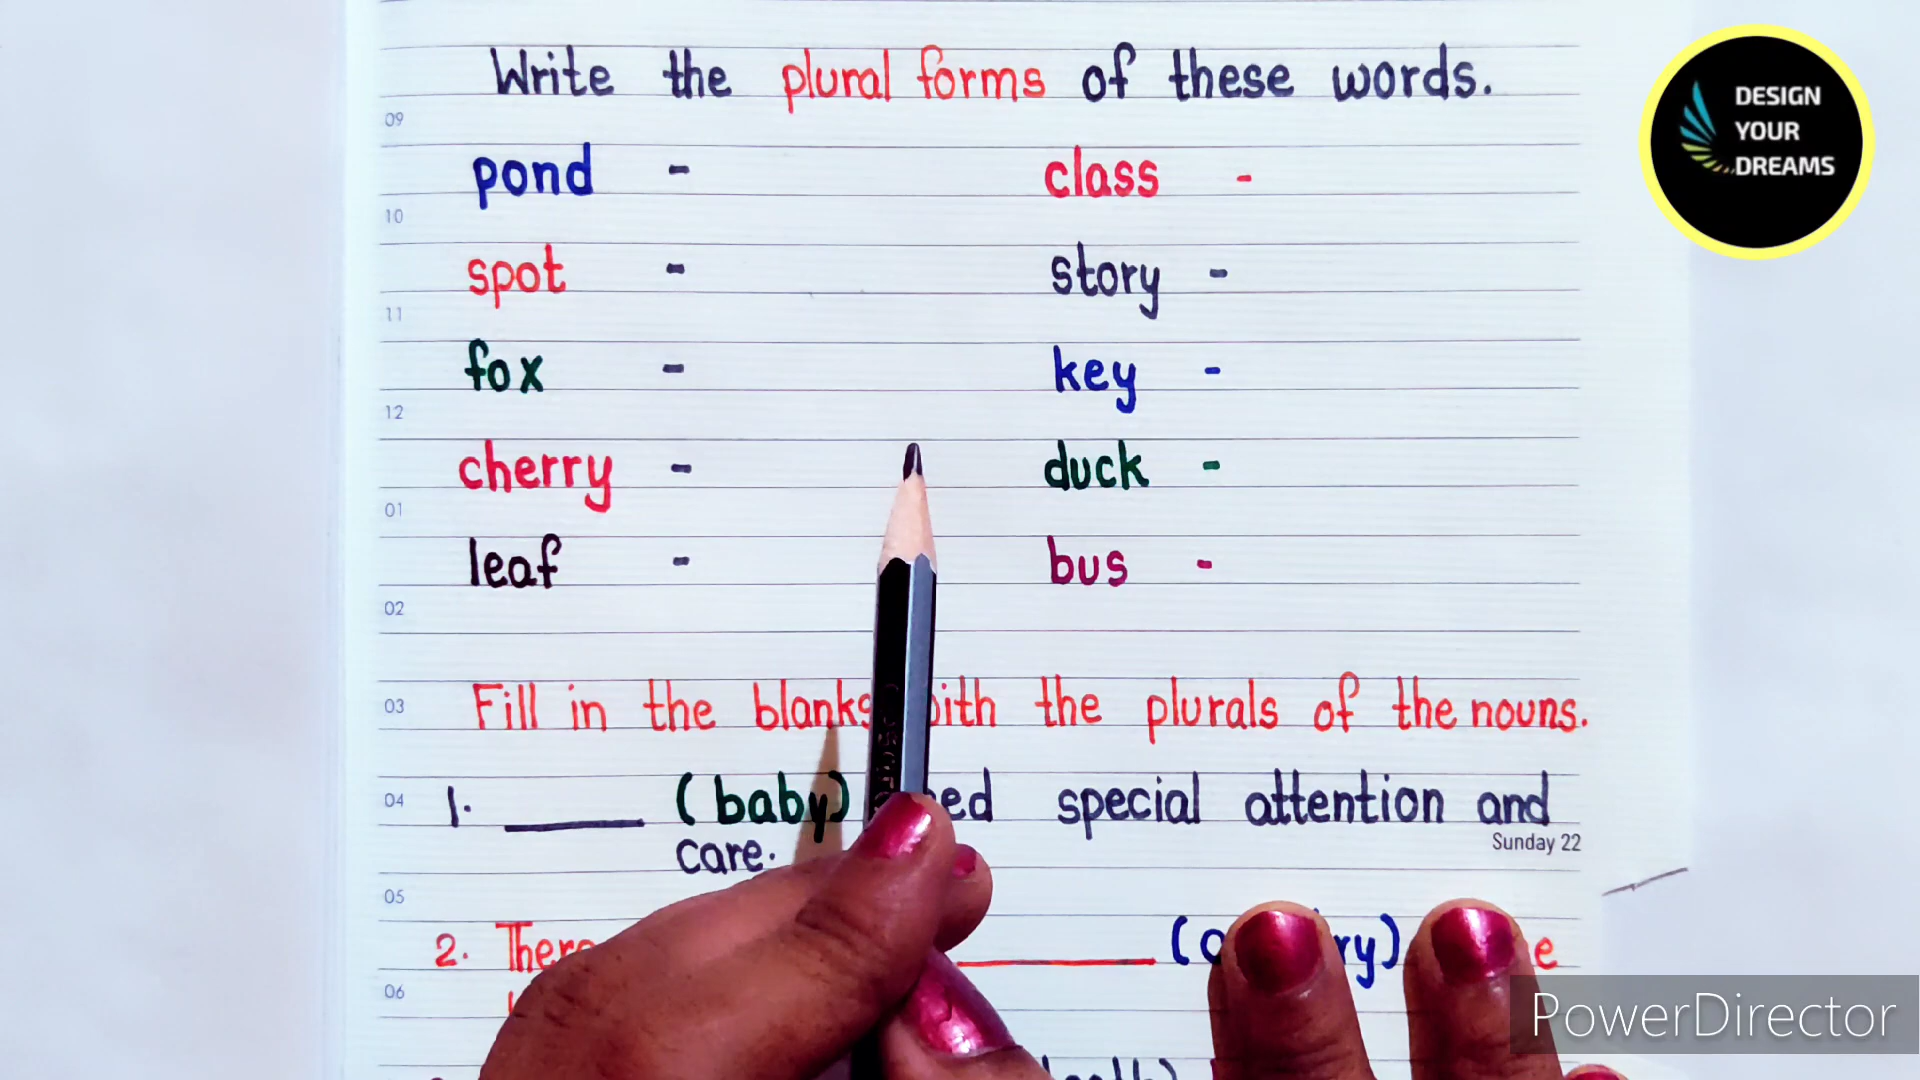 Write the plural forms of these words.
09
pond - class -
10
spot - story -
11
fox - key -
12
cherry - duck -
01
leaf - bus -
02
03 Fill in the blanks with the plurals of the nouns.
04 1. ____ (baby) need special attention and
Sunday 22
care.
05
2. ____
06
DESIGN
YOUR
DREAMS
PowerDirector